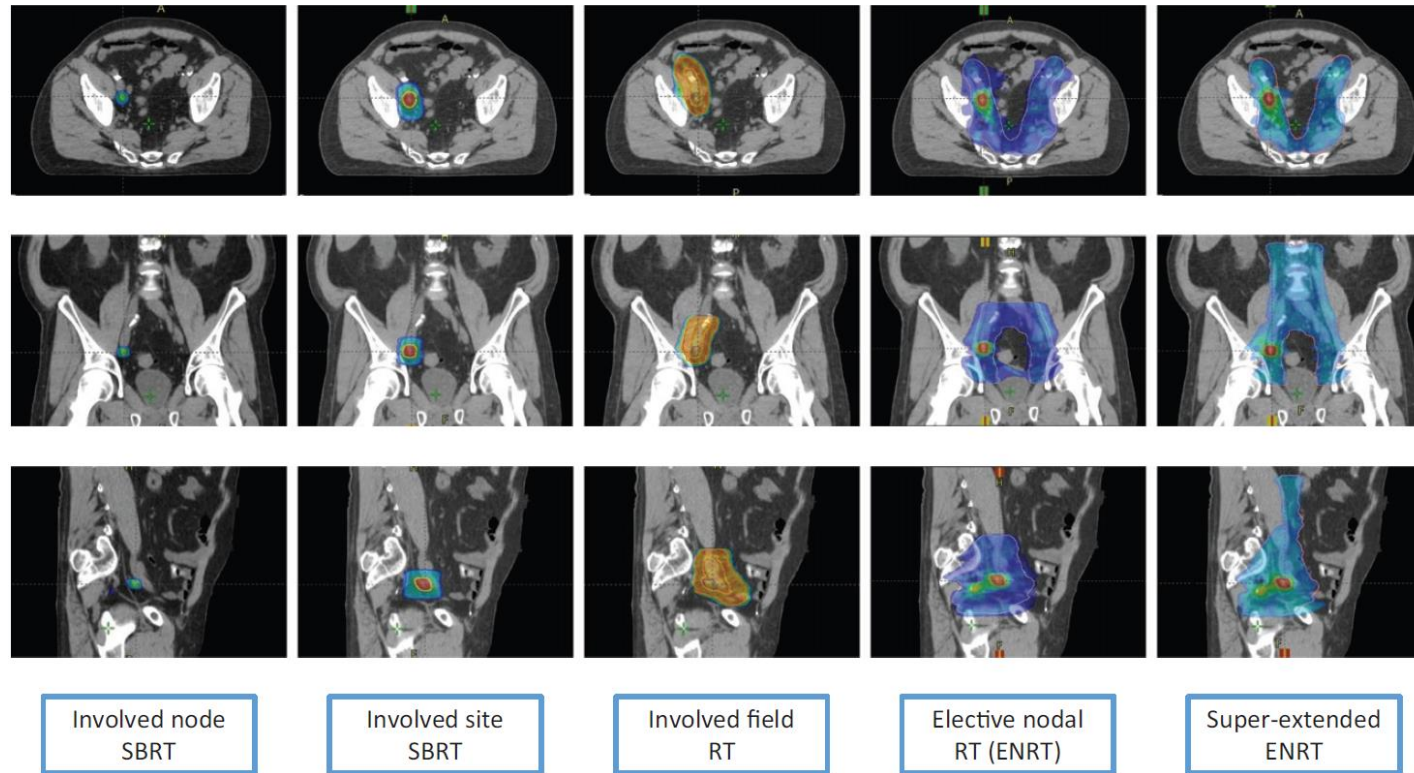 A
A
A
P
P
H
F
F
H
F
Involved node
SBRT
Involved site
SBRT
Involved field
RT
Elective nodal
RT (ENRT)
Super-extended
ENRT